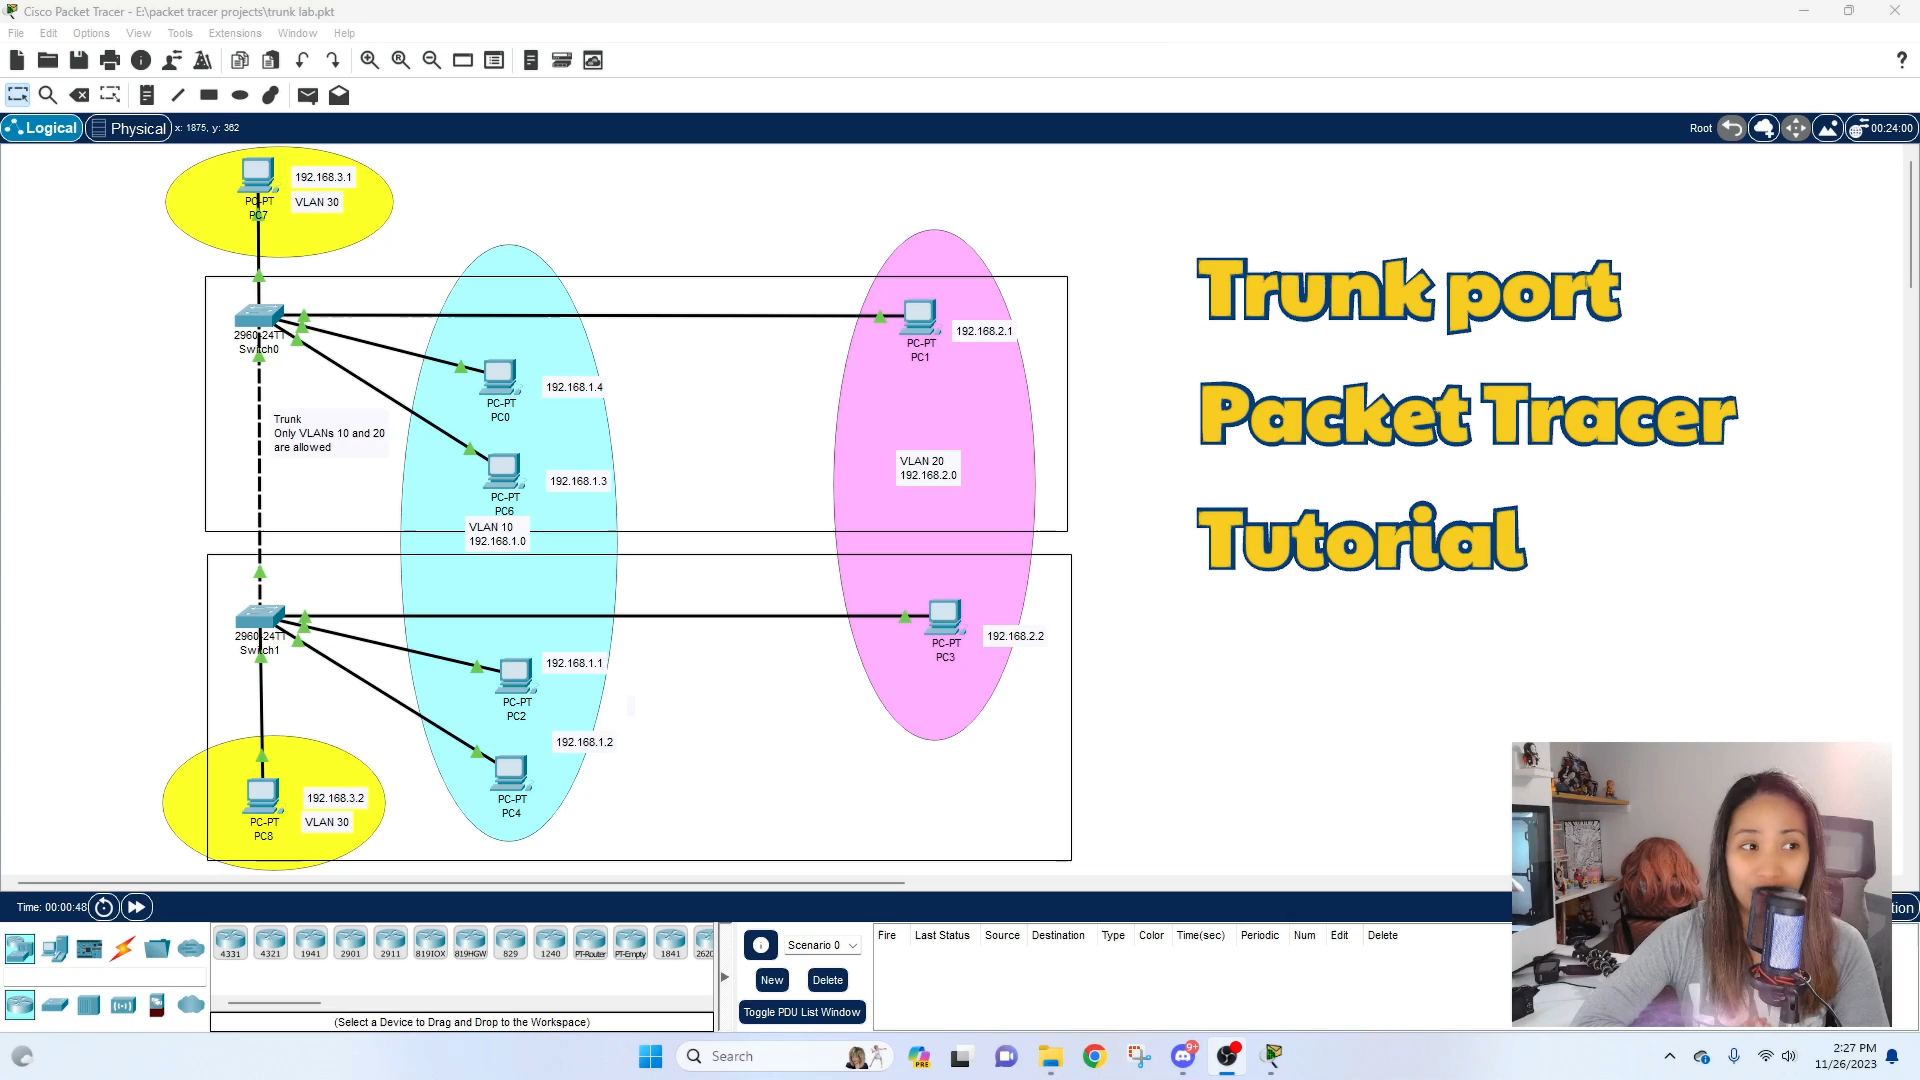 Cisco Packet Tracer - E:\packet tracer projects\trunk lab.pkt
File Edit Options View Tools Extensions Window Help
?
Logical Physical x: 1875, y: 362
Root 00:24:00
192.168.3.1
PC-PT
PC7
VLAN 30
2960-24TT
Switch0
PC-PT
PC1
192.168.2.1
PC-PT
PC0
192.168.1.4
Trunk
Only VLANs 10 and 20
are allowed
PC-PT
PC6
192.168.1.3
VLAN 10
192.168.1.0
VLAN 20
192.168.2.0
2960-24TT
Switch1
PC-PT
PC3
192.168.2.2
PC-PT
PC2
192.168.1.1
192.168.1.2
PC-PT
PC4
192.168.3.2
PC-PT
PC8
VLAN 30
Trunk port
Packet Tracer
Tutorial
Time: 00:00:48
tion
4331 4321 1941 2901 2911 819IOX 819HGW 829 1240 PT-Router PT-Empty 1841 2620
(Select a Device to Drag and Drop to the Workspace)
Scenario 0
New Delete
Toggle PDU List Window
Fire Last Status Source Destination Type Color Time(sec) Periodic Num Edit Delete
Search
PRE
9+
2:27 PM
11/26/2023